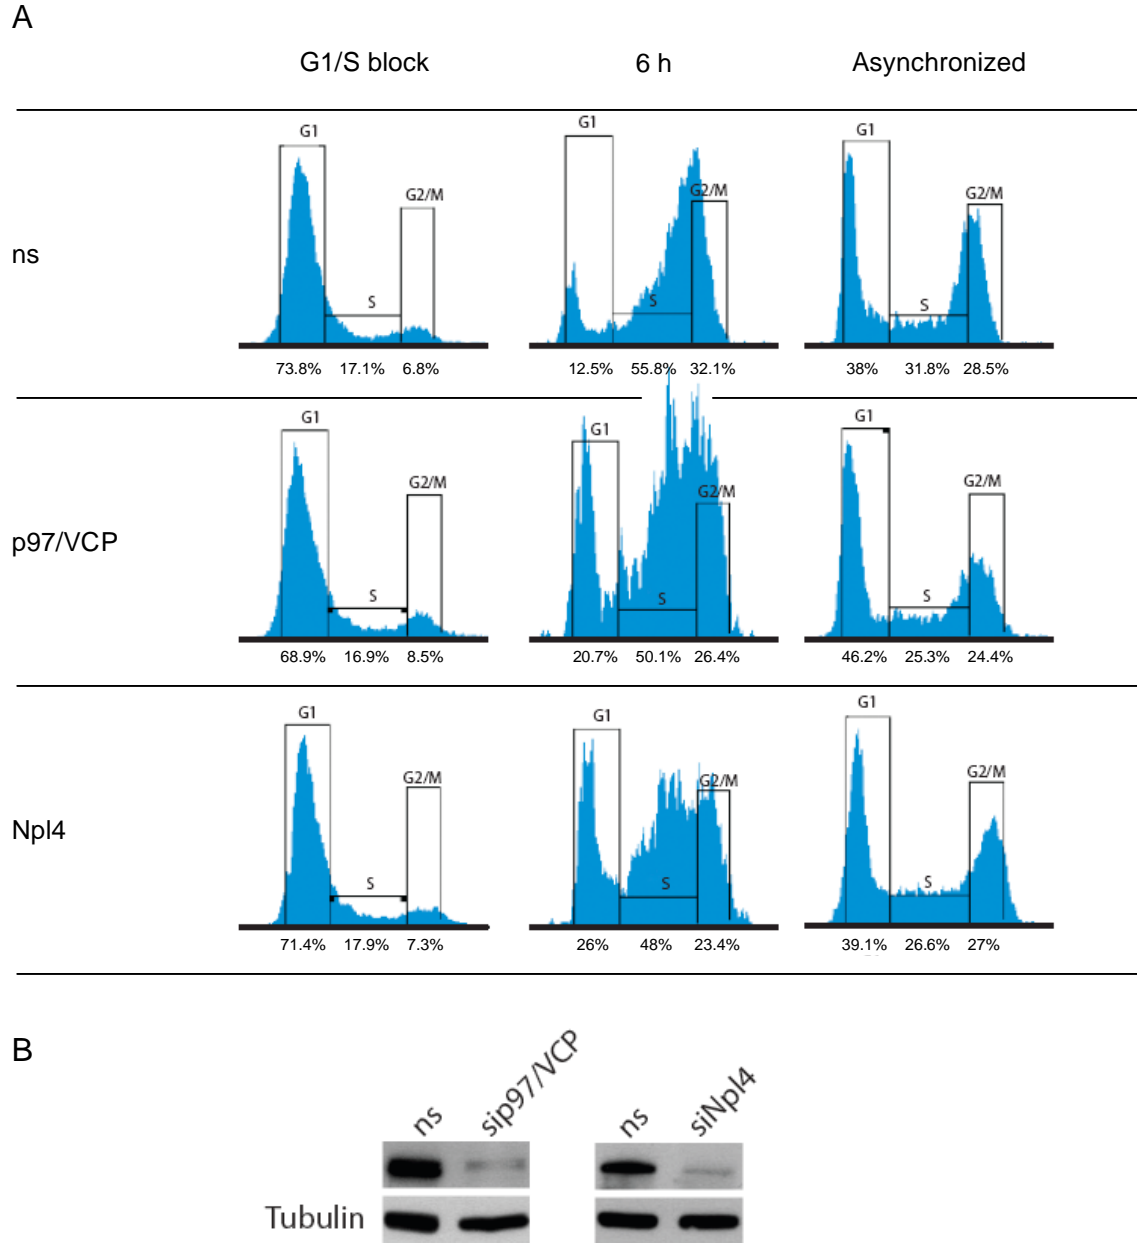 A
G1/S block 6 h Asynchronized
ns
G1 S G2/M
73.8% 17.1% 6.8%
G1 S G2/M
12.5% 55.8% 32.1%
G1 S G2/M
38% 31.8% 28.5%
p97/VCP
G1 S G2/M
68.9% 16.9% 8.5%
G1 S G2/M
20.7% 50.1% 26.4%
G1 S G2/M
46.2% 25.3% 24.4%
Npl4
G1 S G2/M
71.4% 17.9% 7.3%
G1 S G2/M
26% 48% 23.4%
G1 S G2/M
39.1% 26.6% 27%
B
ns sip97/VCP ns siNpl4
Tubulin